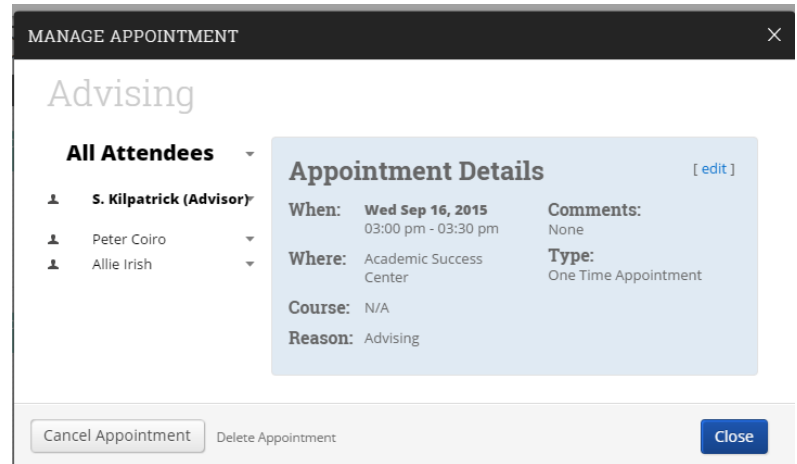 MANAGE APPOINTMENT
Advising
All Attendees
S. Kilpatrick (Advisor)
Peter Coiro
Allie Irish
Appointment Details
[ edit ]
When: Wed Sep 16, 2015
03:00 pm - 03:30 pm
Where: Academic Success
Center
Course: N/A
Reason: Advising
Comments:
None
Type:
One Time Appointment
Cancel Appointment
Delete Appointment
Close